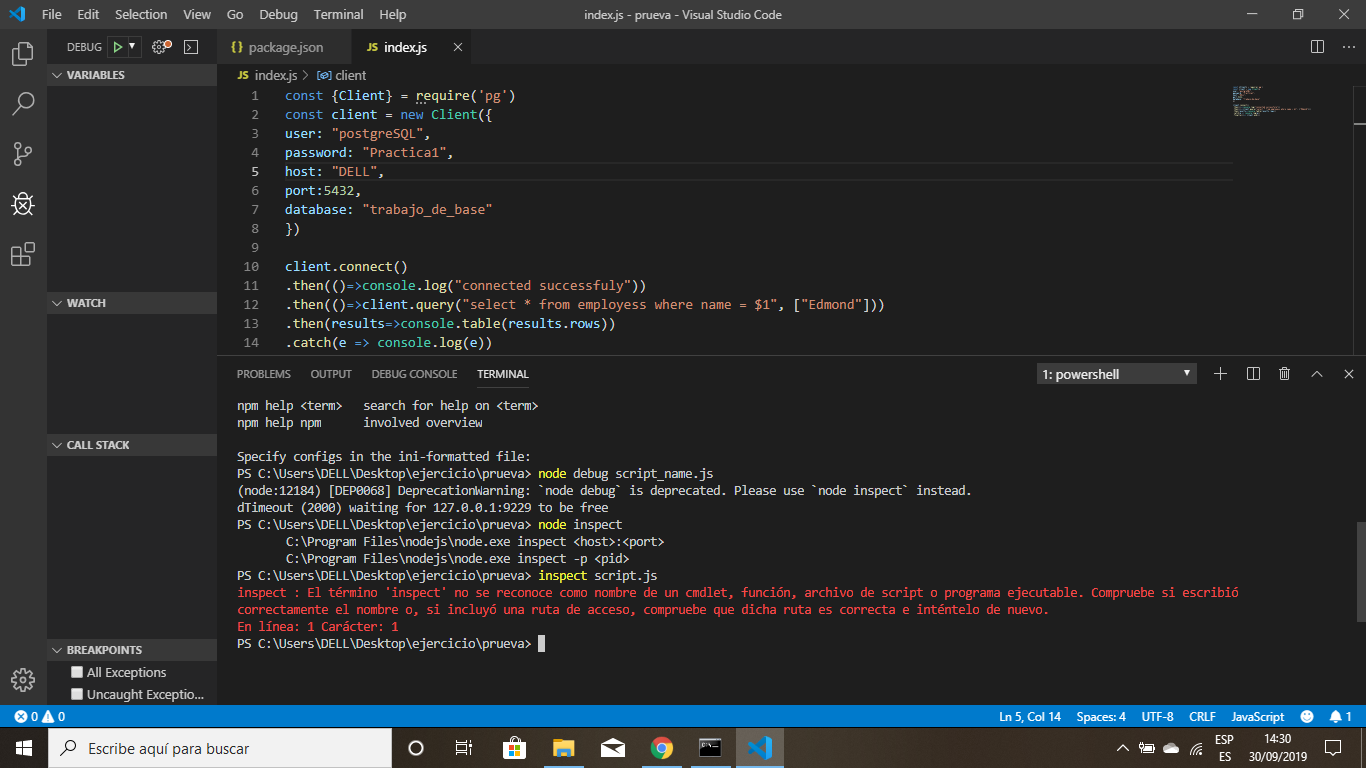 File Edit Selection View Go Debug Terminal Help
index.js - prueva - Visual Studio Code
DEBUG
VARIABLES
WATCH
CALL STACK
BREAKPOINTS
All Exceptions
Uncaught Exceptio...
{} package.json
JS index.js
JS index.js > client
1 const {Client} = require('pg')
2 const client = new Client({
3 user: "postgreSQL",
4 password: "Practica1",
5 host: "DELL",
6 port:5432,
7 database: "trabajo_de_base"
8 })
9
10 client.connect()
11 .then(()=>console.log("connected successfuly"))
12 .then(()=>client.query("select * from employess where name = $1", ["Edmond"]))
13 .then(results=>console.table(results.rows))
14 .catch(e => console.log(e))
PROBLEMS OUTPUT DEBUG CONSOLE TERMINAL
1: powershell
npm help <term> search for help on <term>
npm help npm involved overview
Specify configs in the ini-formatted file:
PS C:\Users\DELL\Desktop\ejercicio\prueva> node debug script_name.js
(node:12184) [DEP0068] DeprecationWarning: `node debug` is deprecated. Please use `node inspect` instead.
dTimeout (2000) waiting for 127.0.0.1:9229 to be free
PS C:\Users\DELL\Desktop\ejercicio\prueva> node inspect
C:\Program Files\nodejs\node.exe inspect <host>:<port>
C:\Program Files\nodejs\node.exe inspect -p <pid>
PS C:\Users\DELL\Desktop\ejercicio\prueva> inspect script.js
inspect : El término 'inspect' no se reconoce como nombre de un cmdlet, función, archivo de script o programa ejecutable. Compruebe si escribió
correctamente el nombre o, si incluyó una ruta de acceso, compruebe que dicha ruta es correcta e inténtelo de nuevo.
En línea: 1 Carácter: 1
PS C:\Users\DELL\Desktop\ejercicio\prueva>
0 0
Ln 5, Col 14 Spaces: 4 UTF-8 CRLF JavaScript 1
Escribe aquí para buscar
ESP
ES
14:30
30/09/2019